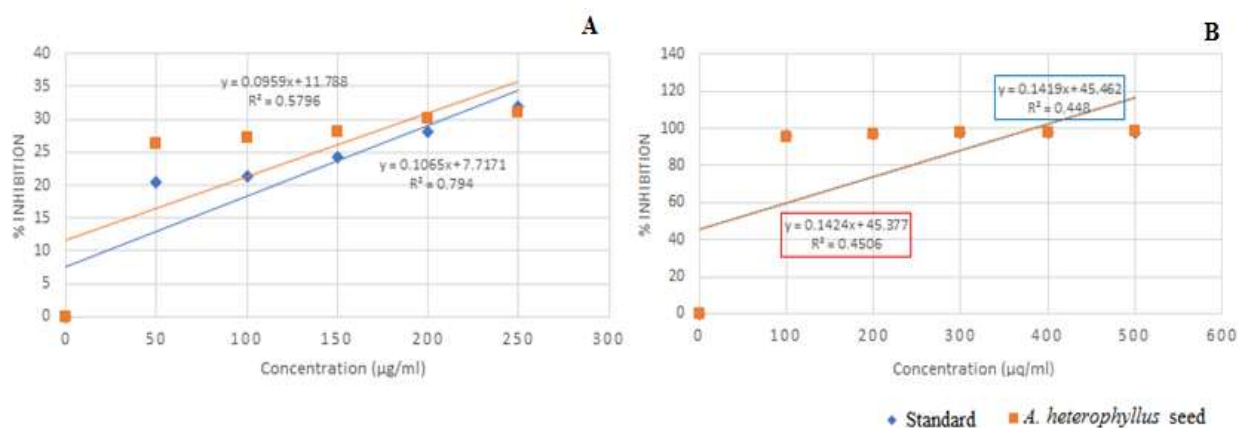 A
% INHIBITION
40
35
30
25
20
15
10
5
0
y = 0.0959x + 11.788
R² = 0.5796
y = 0.1065x + 7.7171
R² = 0.794
0 50 100 150 200 250 300
Concentration (µg/ml)
B
% INHIBITION
140
120
100
80
60
40
20
0
y = 0.1419x + 45.462
R² = 0.448
y = 0.1424x + 45.377
R² = 0.4506
0 100 200 300 400 500 600
Concentration (µq/ml)
Standard A. heterophyllus seed